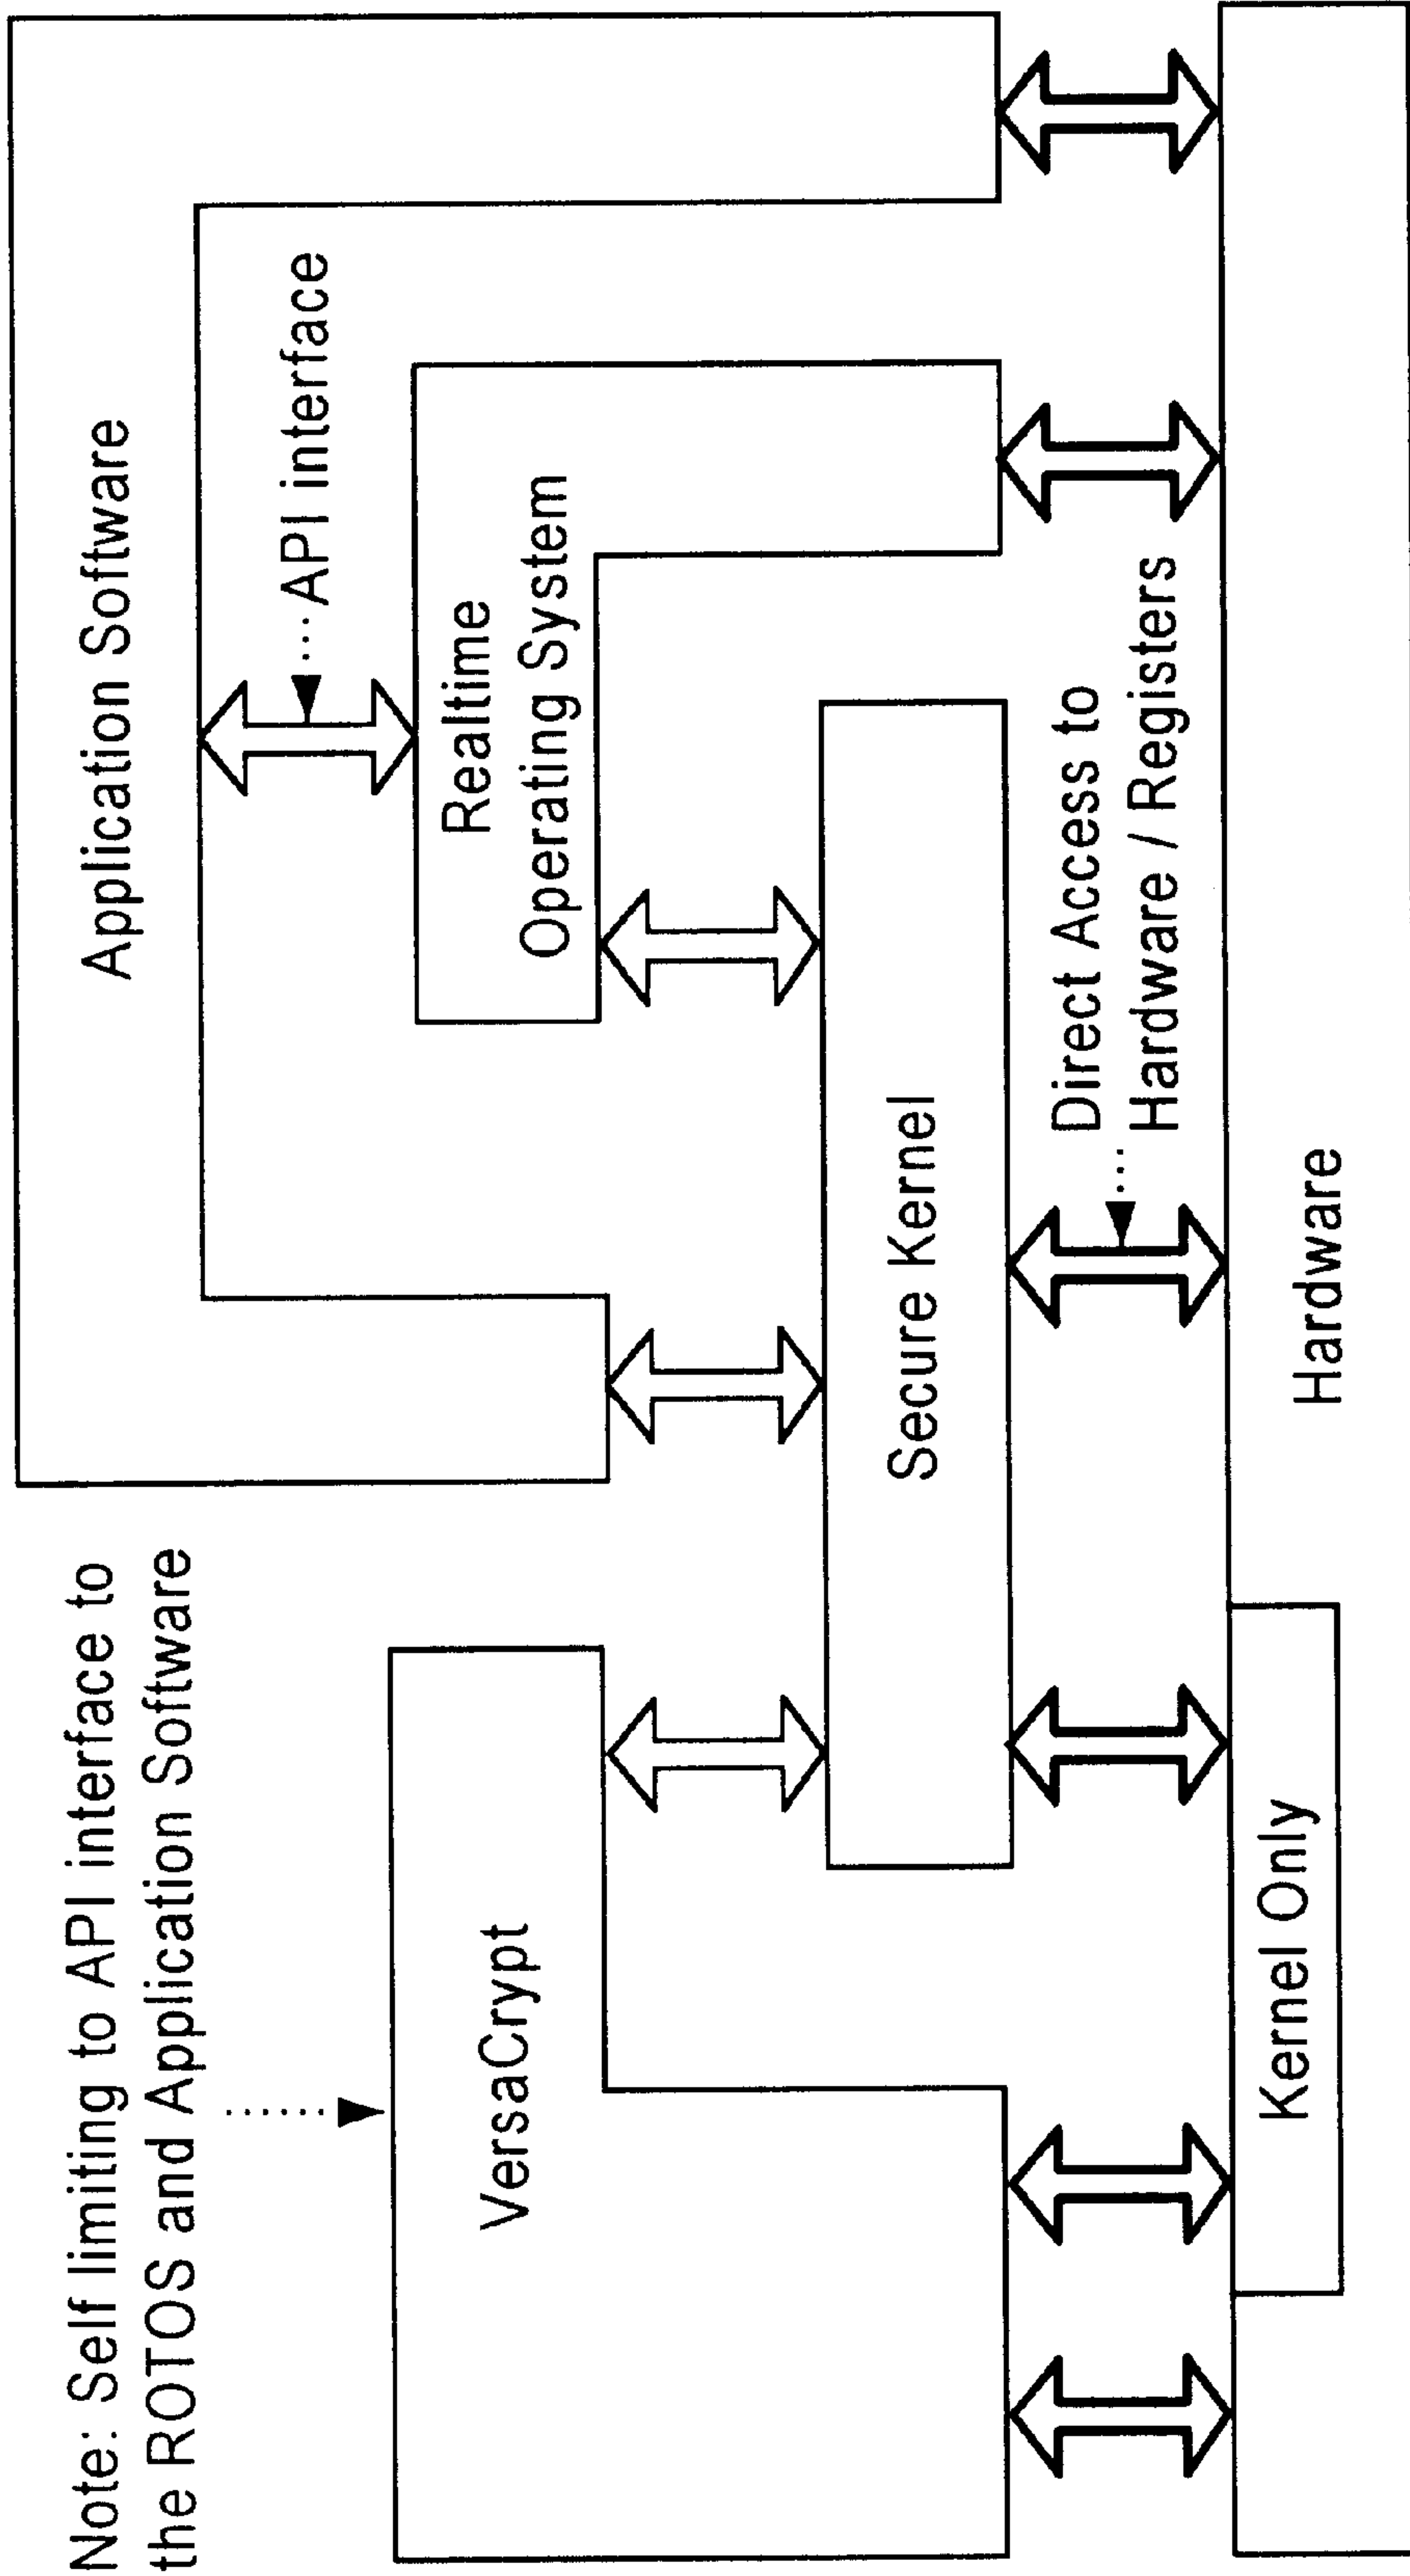 Note: Self limiting to API interface to
the ROTOS and Application Software
Application Software
API interface
VersaCrypt
Realtime
Operating System
Secure Kernel
Direct Access to
Hardware / Registers
Kernel Only
Hardware